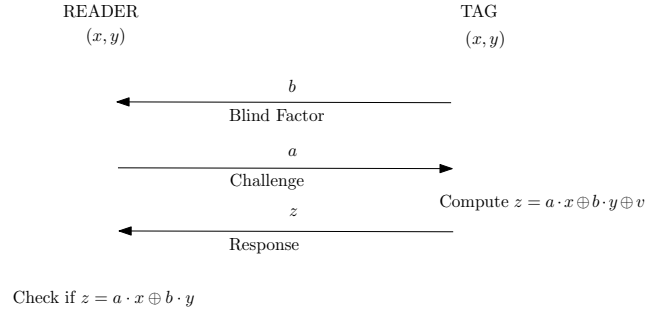 READER TAG
(x, y) (x, y)
b
Blind Factor
a
Challenge
Compute z = a · x ⊕ b · y ⊕ v
z
Response
Check if z = a · x ⊕ b · y